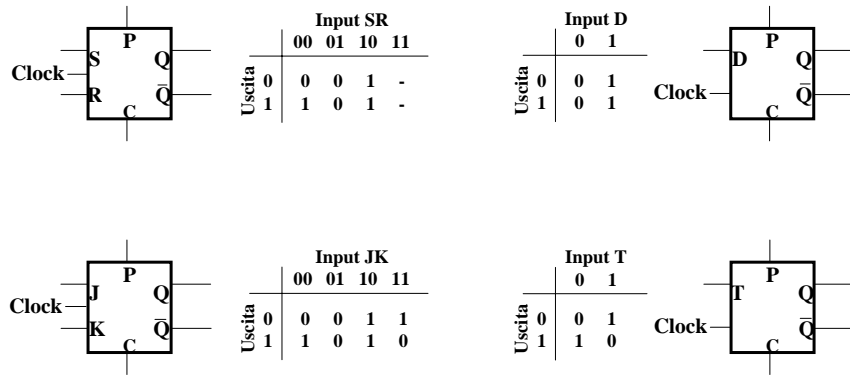 P
S Q
Clock
R Q̅
C
Input SR
00 01 10 11
Uscita
0 0 0 1 -
1 1 0 1 -
Input D
0 1
Uscita
0 0 1
1 0 1
P
D Q
Clock Q̅
C
P
J Q
Clock
K Q̅
C
Input JK
00 01 10 11
Uscita
0 0 0 1 1
1 1 0 1 0
Input T
0 1
Uscita
0 0 1
1 1 0
P
T Q
Clock Q̅
C